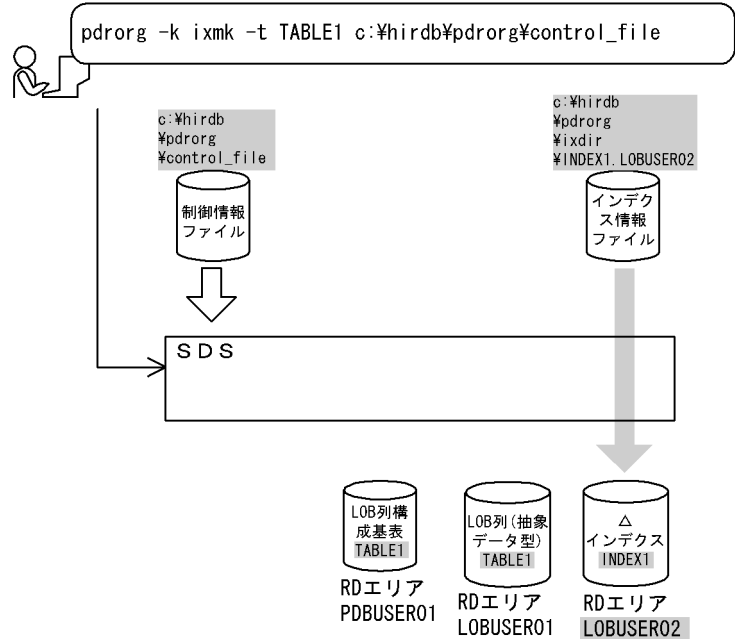 pdrorg -k ixmk -t TABLE1 c:¥hirdb¥pdrorg¥control_file
c:¥hirdb
¥pdrorg
¥control_file
c:¥hirdb
¥pdrorg
¥ixdir
¥INDEX1.LOBUSER02
制御情報
ファイル
インデク
ス情報
ファイル
ＳＤＳ
LOB列構
成基表
TABLE1
LOB列(抽象
データ型)
TABLE1
△
インデクス
INDEX1
RDエリア
PDBUSER01
RDエリア
LOBUSER01
RDエリア
LOBUSER02